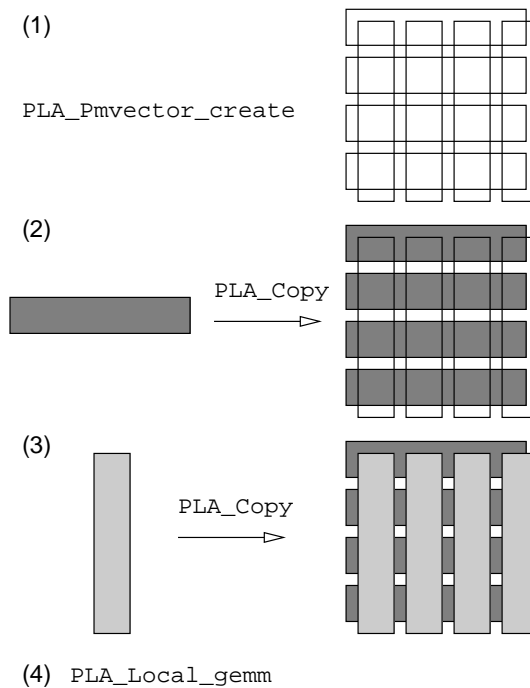 (1)
PLA_Pmvector_create
(2)
PLA_Copy
(3)
PLA_Copy
(4) PLA_Local_gemm